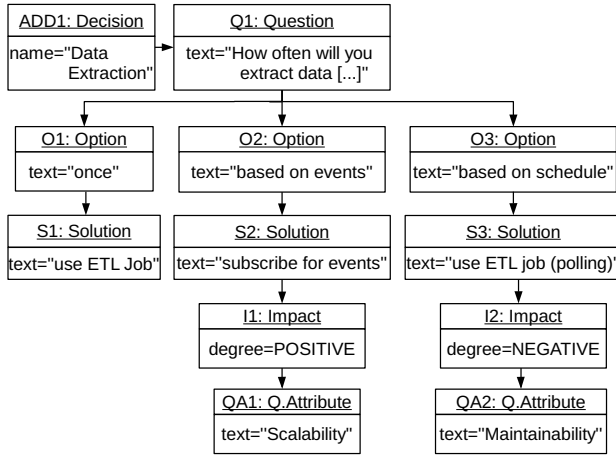 ADD1: Decision
name="Data
Extraction"
Q1: Question
text="How often will you
extract data [...]"
O1: Option
text="once"
O2: Option
text="based on events"
O3: Option
text="based on schedule"
S1: Solution
text="use ETL Job"
S2: Solution
text="subscribe for events"
S3: Solution
text="use ETL job (polling)"
I1: Impact
degree=POSITIVE
I2: Impact
degree=NEGATIVE
QA1: Q.Attribute
text="Scalability"
QA2: Q.Attribute
text="Maintainability"